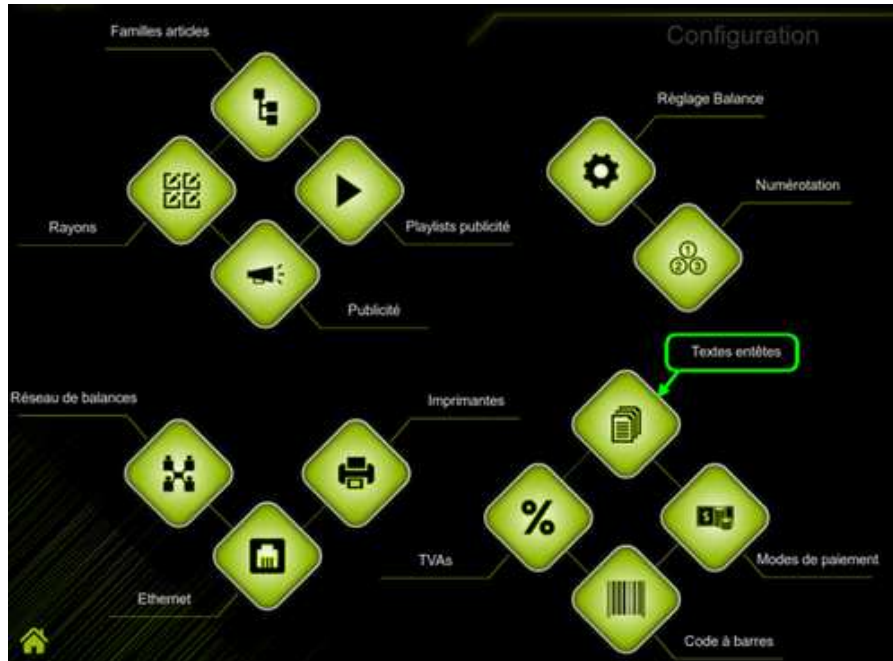 Familles articles
Configuration
Réglage Balance
Numérotation
Rayons
Playlists publicité
Publicité
Textes entêtes
Réseau de balances
Imprimantes
TVAs
Modes de paiement
Ethernet
Code à barres